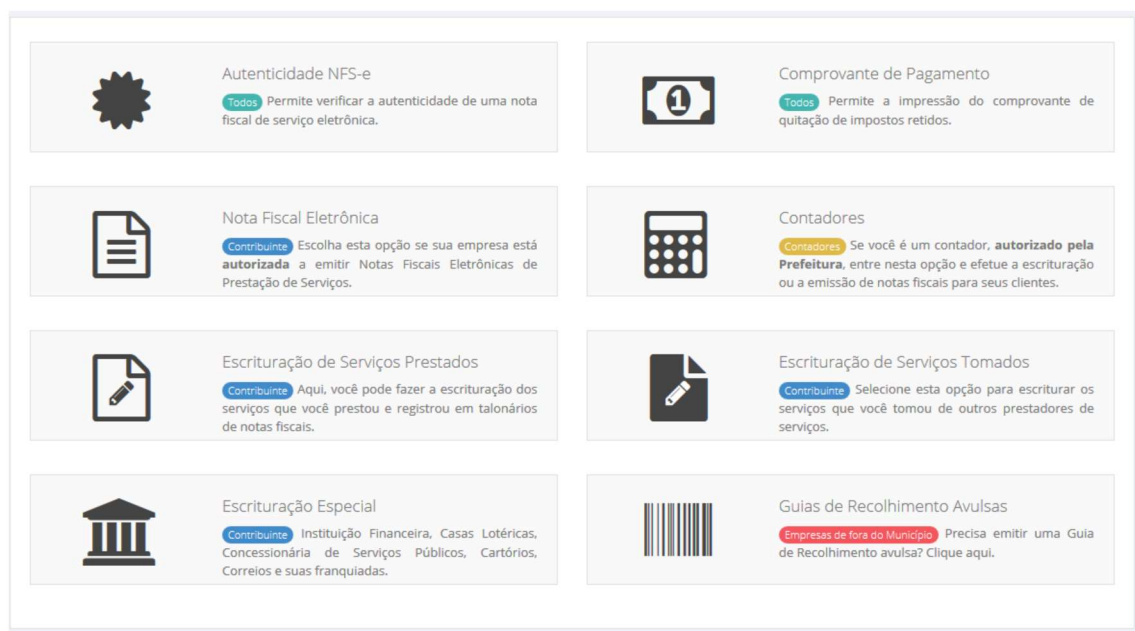 Autenticidade NFS-e
Todos Permite verificar a autenticidade de uma nota
fiscal de serviço eletrônica.
1
Comprovante de Pagamento
Todos Permite a impressão do comprovante de
quitação de impostos retidos.
Nota Fiscal Eletrônica
Contribuinte Escolha esta opção se sua empresa está
autorizada a emitir Notas Fiscais Eletrônicas de
Prestação de Serviços.
Contadores
Contadores Se você é um contador, autorizado pela
Prefeitura, entre nesta opção e efetue a escrituração
ou a emissão de notas fiscais para seus clientes.
Escrituração de Serviços Prestados
Contribuinte Aqui, você pode fazer a escrituração dos
serviços que você prestou e registrou em talonários
de notas fiscais.
Escrituração de Serviços Tomados
Contribuinte Selecione esta opção para escriturar os
serviços que você tomou de outros prestadores de
serviços.
Escrituração Especial
Contribuinte Instituição Financeira, Casas Lotéricas,
Concessionária de Serviços Públicos, Cartórios,
Correios e suas franquiadas.
Guias de Recolhimento Avulsas
Empresas de fora do Município Precisa emitir uma Guia
de Recolhimento avulsa? Clique aqui.